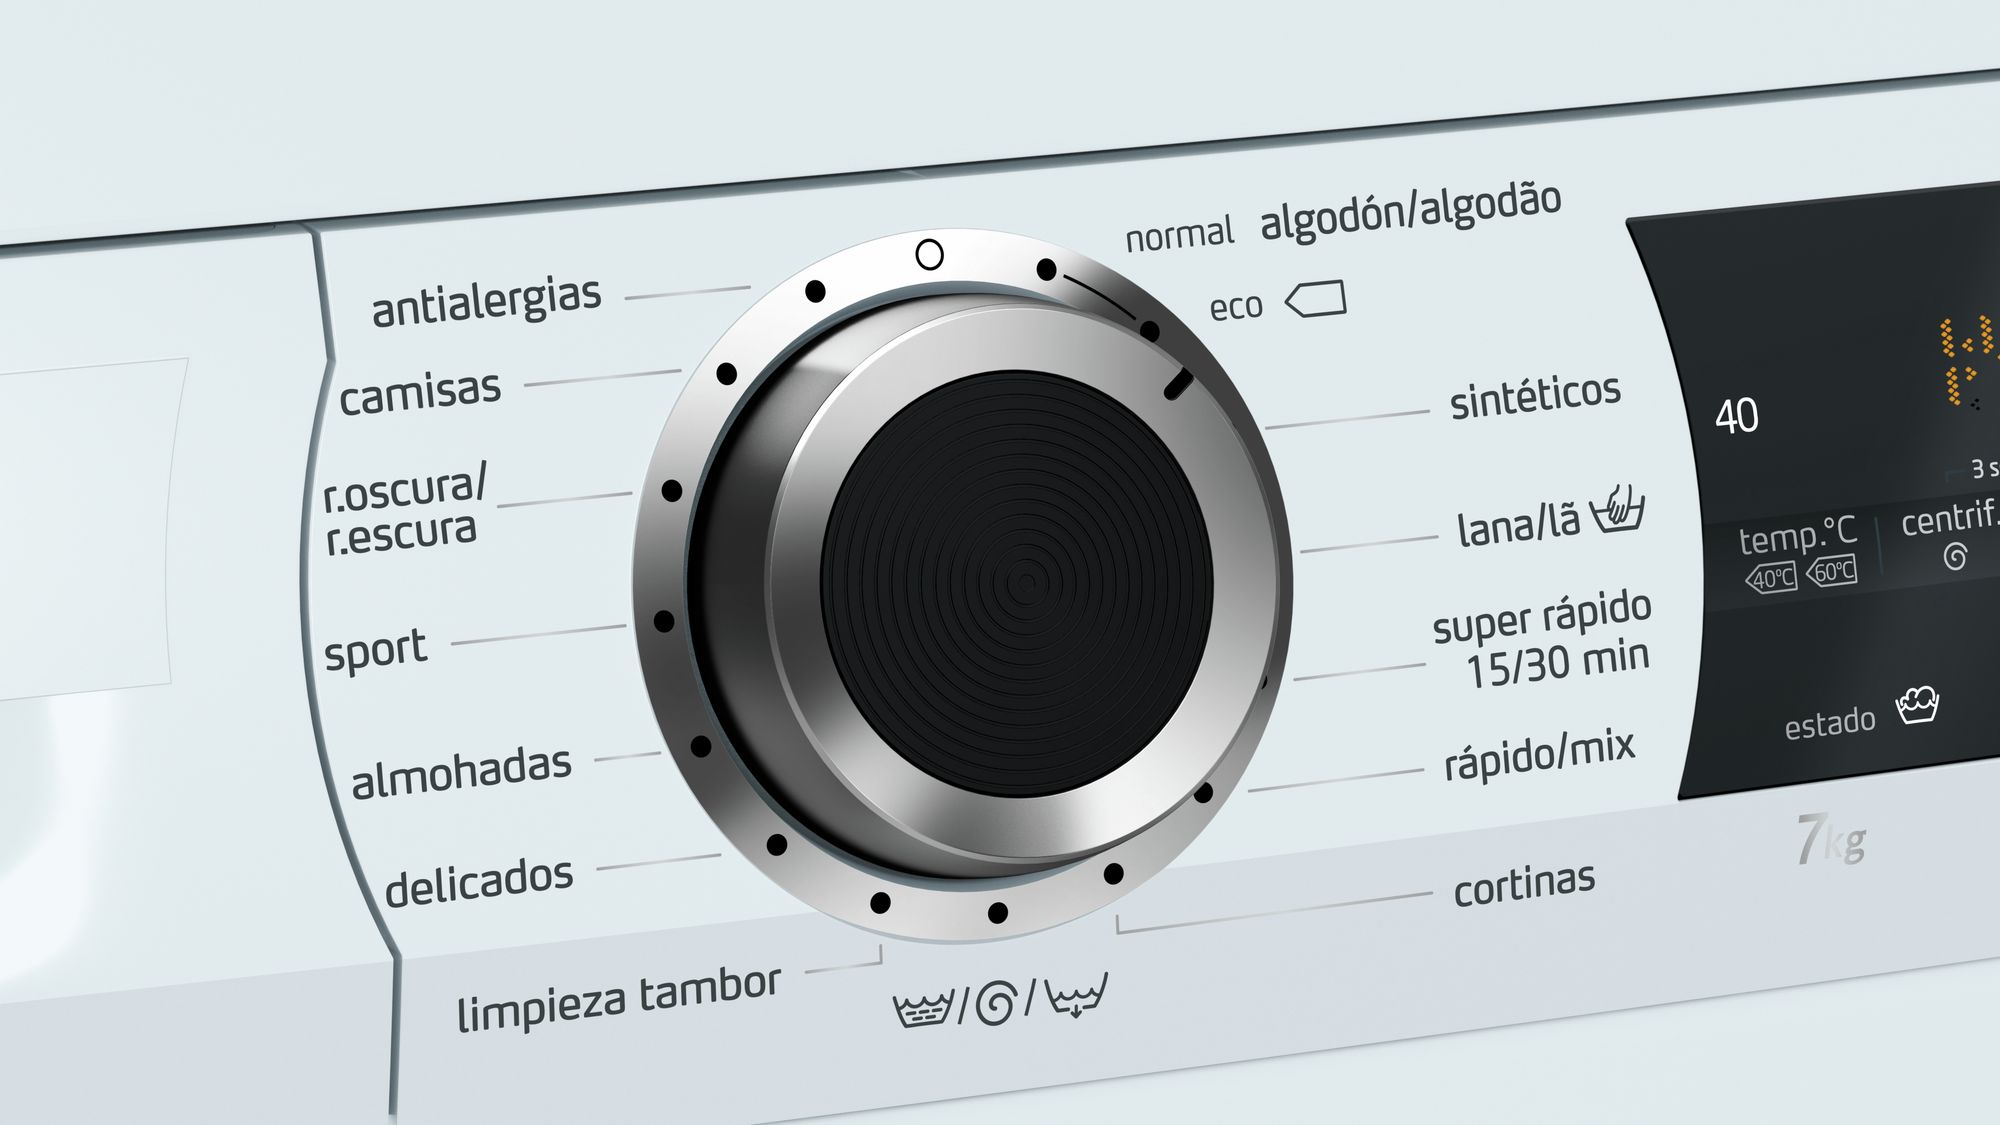 normal algodón/algodão
eco
antialergias
camisas
r.oscura/
r.escura
sport
almohadas
delicados
limpieza tambor
sintéticos
lana/lã
super rápido
15/30 min
rápido/mix
cortinas
40
temp.°C
centrif.
40°C 60°C
estado
7kg